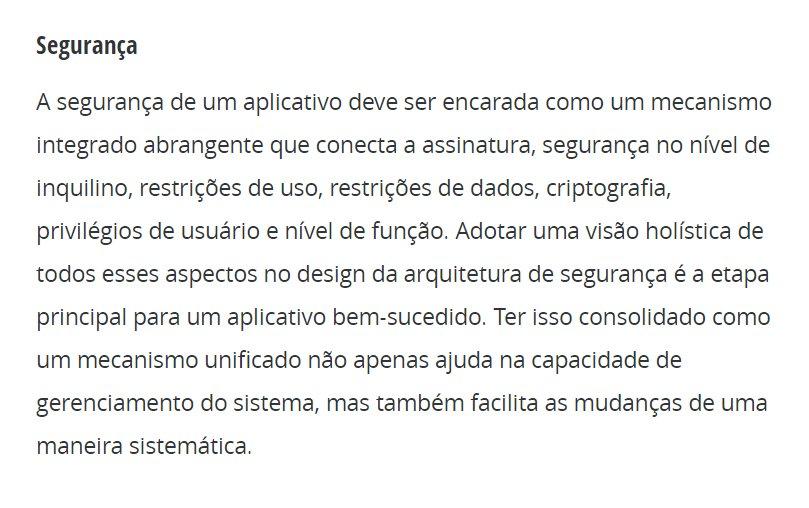 Segurança
A segurança de um aplicativo deve ser encarada como um mecanismo
integrado abrangente que conecta a assinatura, segurança no nível de
inquilino, restrições de uso, restrições de dados, criptografia,
privilégios de usuário e nível de função. Adotar uma visão holística de
todos esses aspectos no design da arquitetura de segurança é a etapa
principal para um aplicativo bem-sucedido. Ter isso consolidado como
um mecanismo unificado não apenas ajuda na capacidade de
gerenciamento do sistema, mas também facilita as mudanças de uma
maneira sistemática.